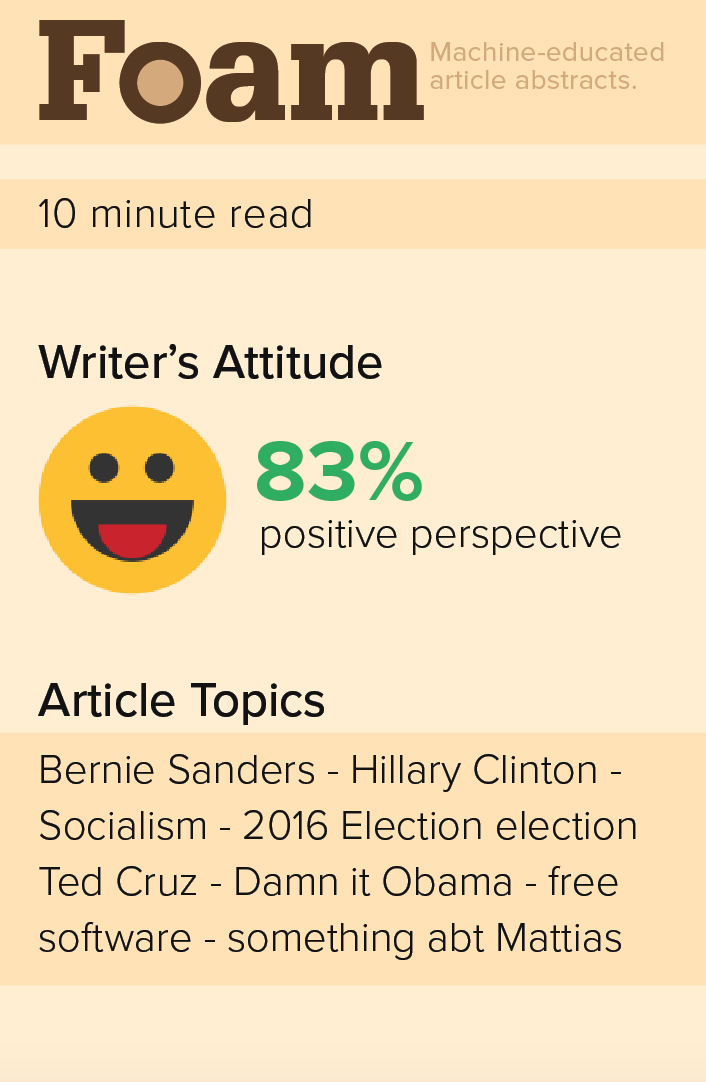 Foam
Machine-educated
article abstracts.
10 minute read
Writer’s Attitude
83%
positive perspective
Article Topics
Bernie Sanders - Hillary Clinton -
Socialism - 2016 Election election
Ted Cruz - Damn it Obama - free
software - something abt Mattias